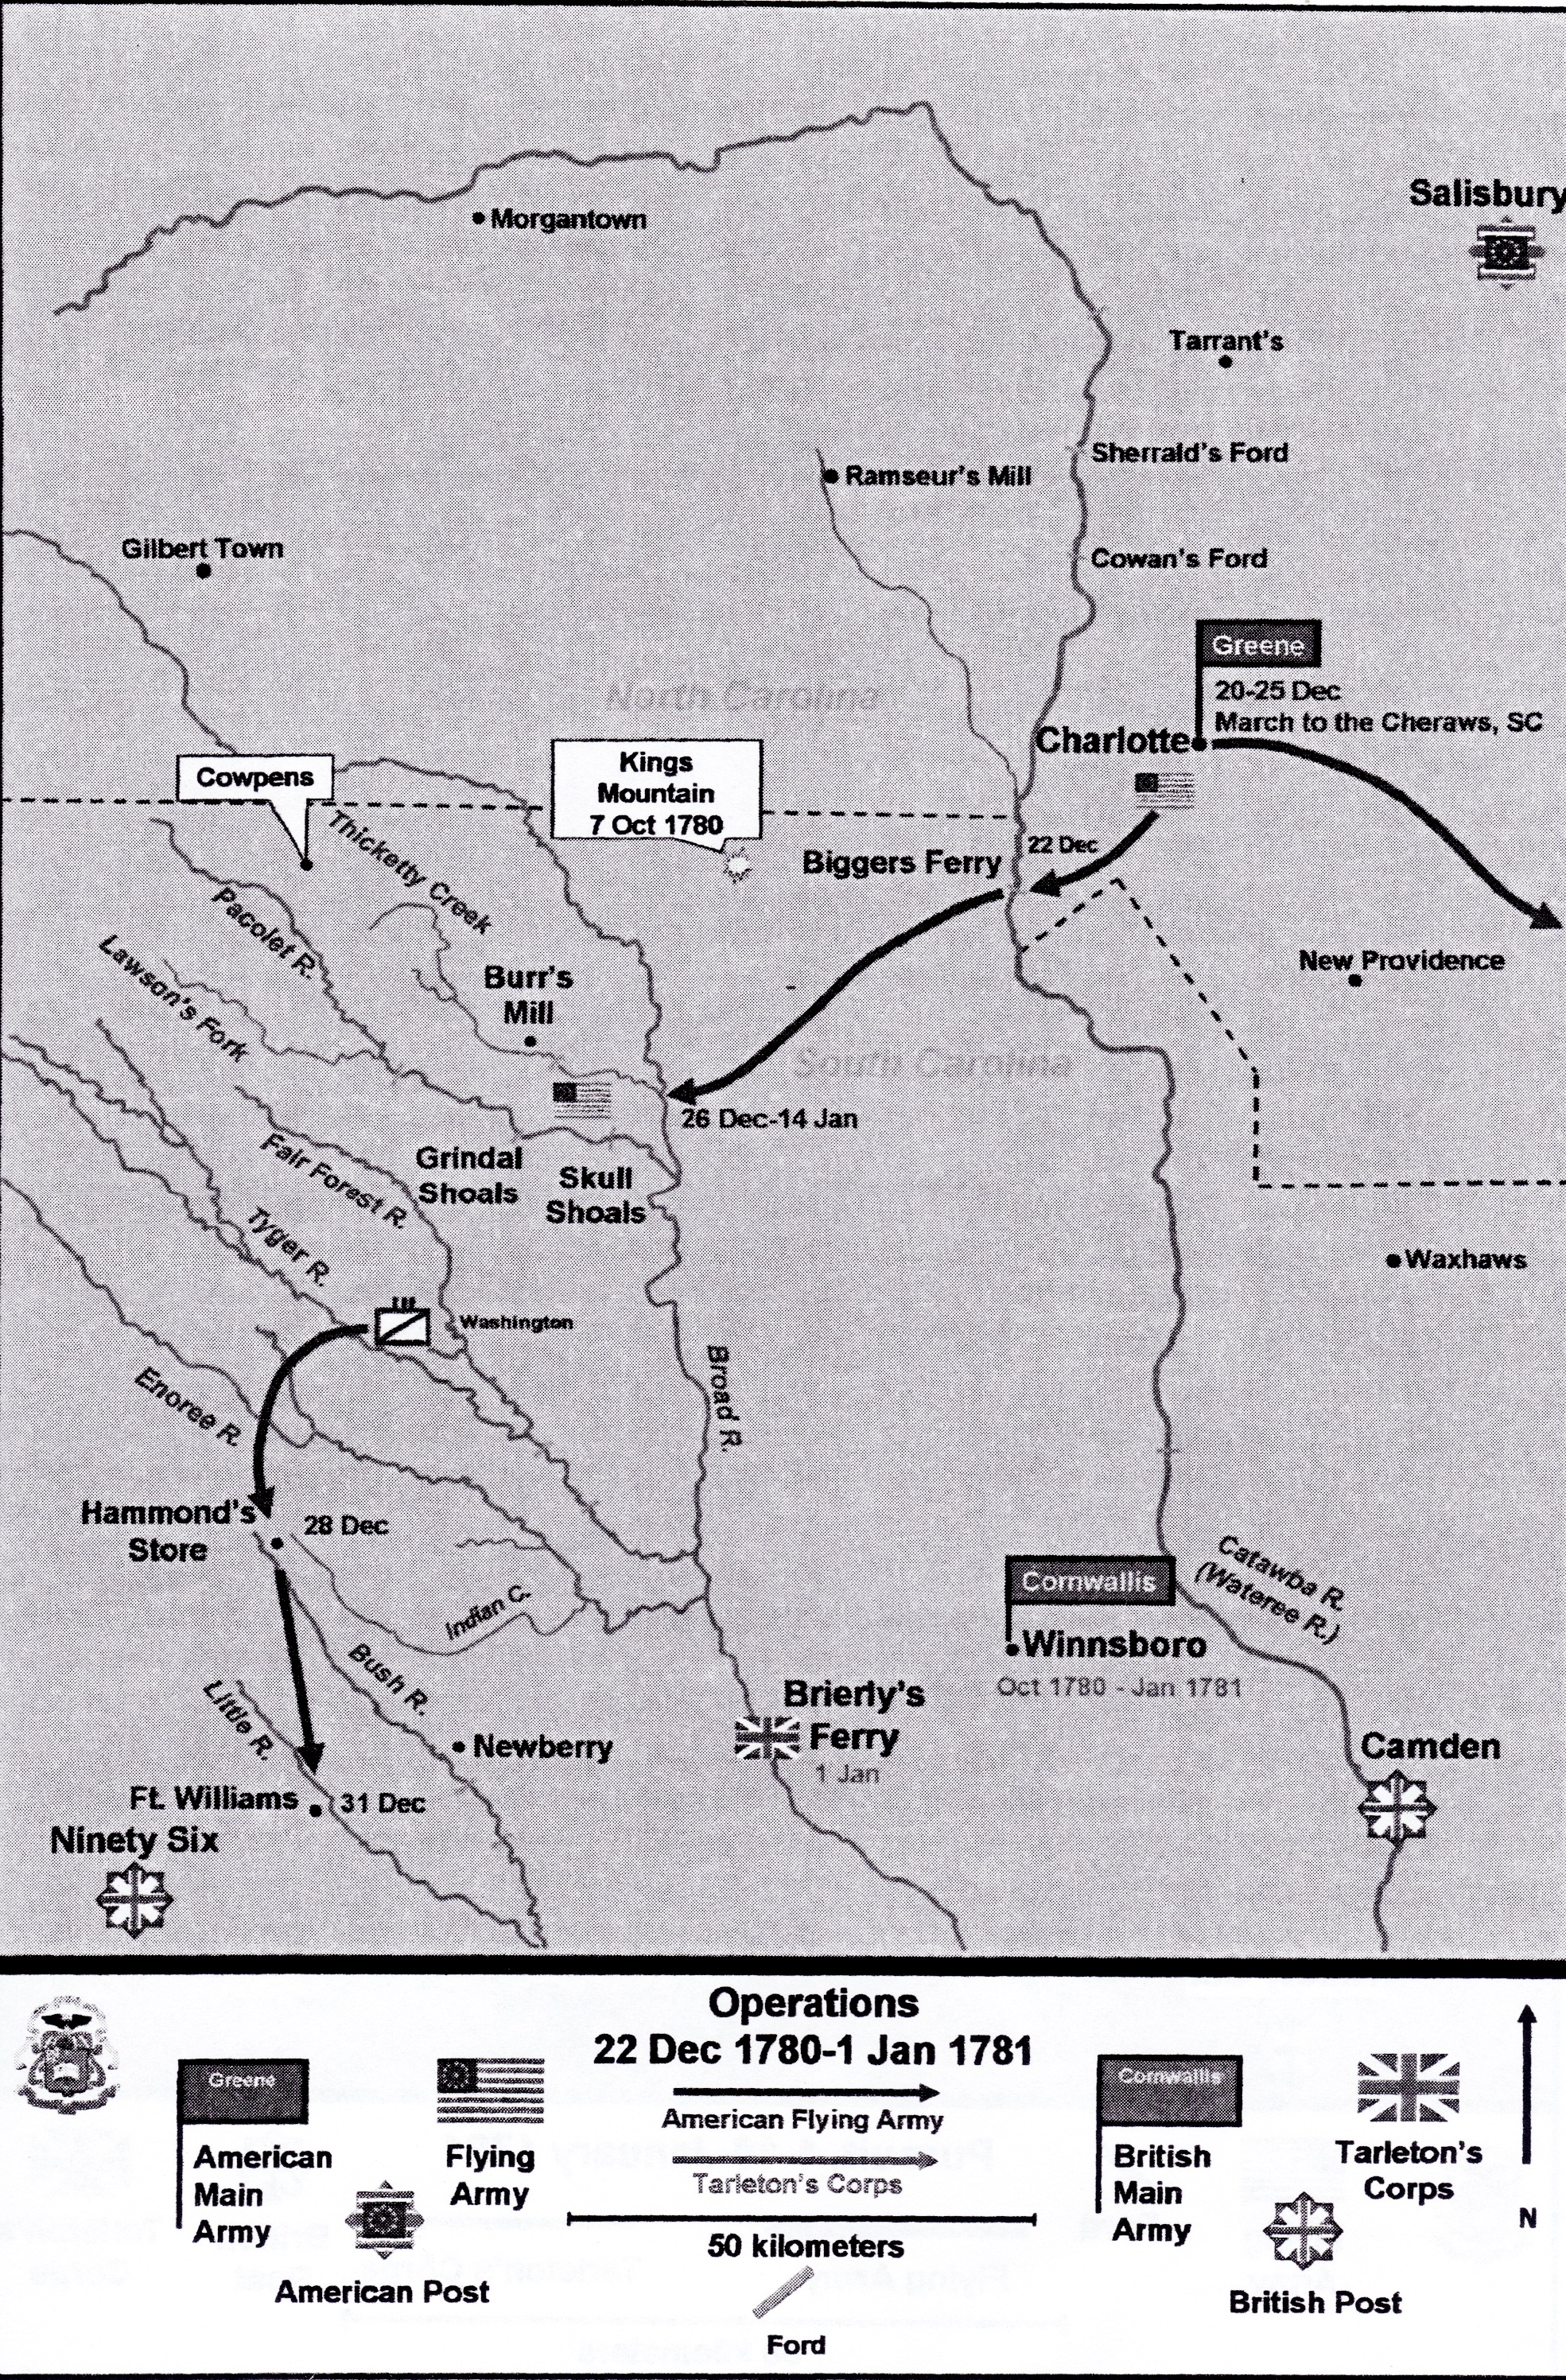 Salisbury
Morgantown
Tarrant's
Sherrald's Ford
Ramseur's Mill
Gilbert Town
Cowan's Ford
Greene
20-25 Dec
March to the Cheraws, SC
North Carolina
Charlotte
Cowpens
Kings
Mountain
7 Oct 1780
Thicketty Creek
22 Dec
Biggers Ferry
Pacolet R.
Lawson's Fork
New Providence
Burr's
Mill
South Carolina
26 Dec-14 Jan
Fair Forest R.
Grindal
Shoals
Skull
Shoals
Tyger R.
Waxhaws
Washington
Broad R.
Enoree R.
Hammond's
Store
28 Dec
Catawba R.
(Wateree R.)
Cornwallis
Indian C.
Winnsboro
Oct 1780 - Jan 1781
Bush R.
Little R.
Brierly's
Ferry
1 Jan
Newberry
Camden
Ft. Williams
31 Dec
Ninety Six
Operations
22 Dec 1780-1 Jan 1781
Greene
American
Main
Army
Flying
Army
American Post
American Flying Army
Tarleton's Corps
50 kilometers
Ford
Cornwallis
British
Main
Army
Tarleton's
Corps
British Post
N